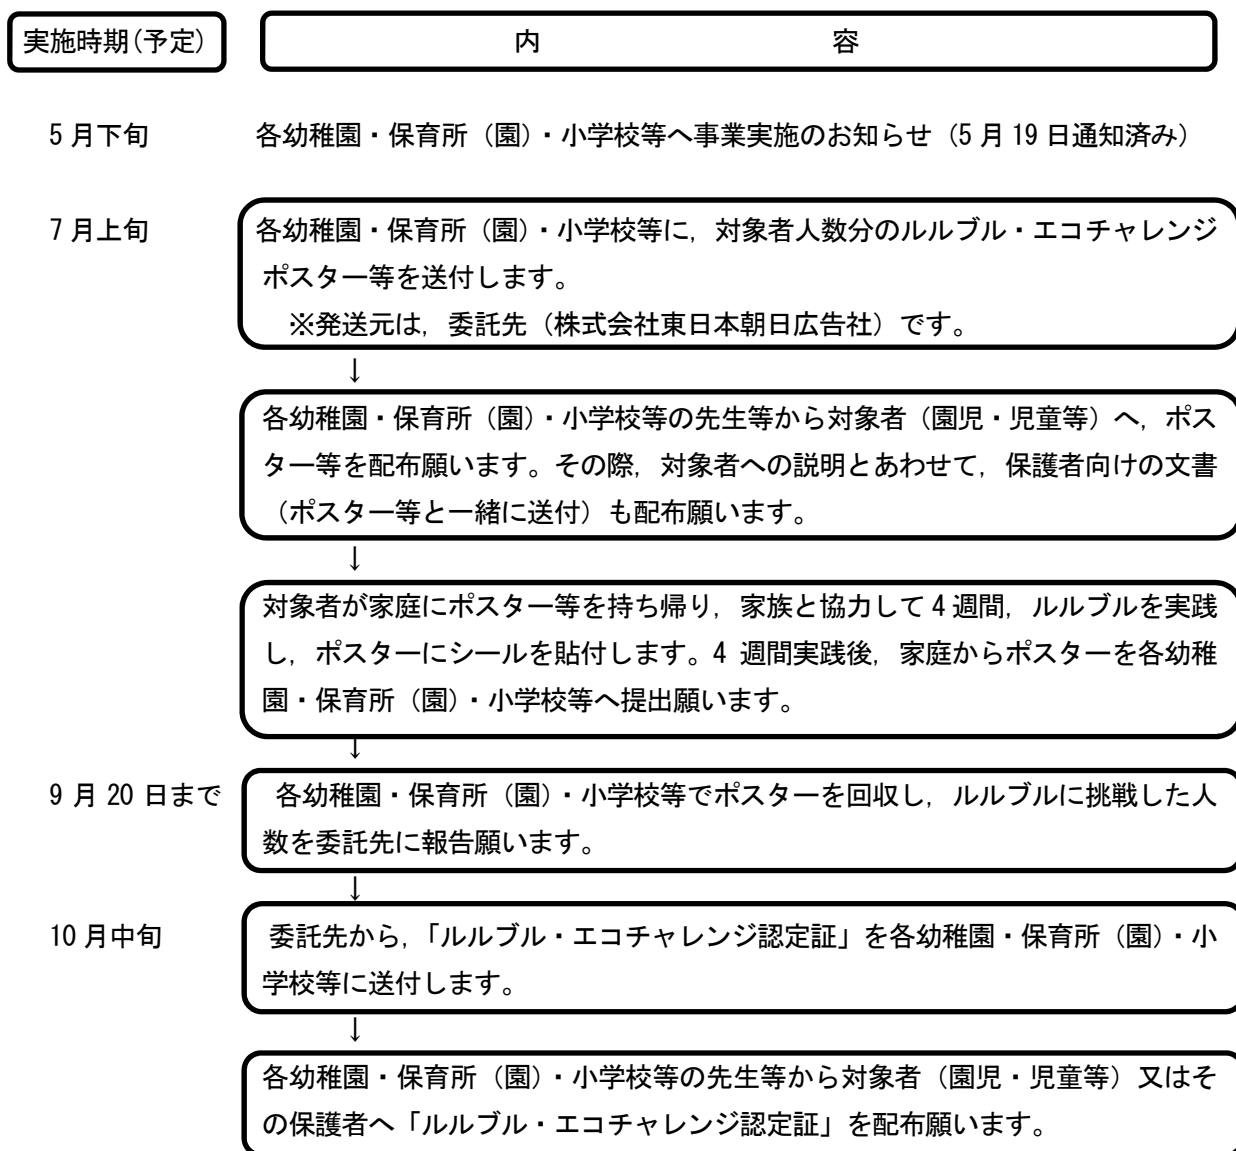 実施時期(予定)
内　容
5月下旬　各幼稚園・保育所（園）・小学校等へ事業実施のお知らせ（5月19日通知済み）
7月上旬　各幼稚園・保育所（園）・小学校等に，対象者人数分のルルブル・エコチャレンジ
ポスター等を送付します。
※発送元は，委託先（株式会社東日本朝日広告社）です。
↓
各幼稚園・保育所（園）・小学校等の先生等から対象者（園児・児童等）へ，ポス
ター等を配布願います。その際，対象者への説明とあわせて，保護者向けの文書
（ポスター等と一緒に送付）も配布願います。
↓
対象者が家庭にポスター等を持ち帰り，家族と協力して4週間，ルルブルを実践
し，ポスターにシールを貼付します。4 週間実践後，家庭からポスターを各幼稚
園・保育所（園）・小学校等へ提出願います。
↓
9月20日まで　各幼稚園・保育所（園）・小学校等でポスターを回収し，ルルブルに挑戦した人
数を委託先に報告願います。
↓
10月中旬　委託先から，「ルルブル・エコチャレンジ認定証」を各幼稚園・保育所（園）・小
学校等に送付します。
↓
各幼稚園・保育所（園）・小学校等の先生等から対象者（園児・児童等）又はそ
の保護者へ「ルルブル・エコチャレンジ認定証」を配布願います。